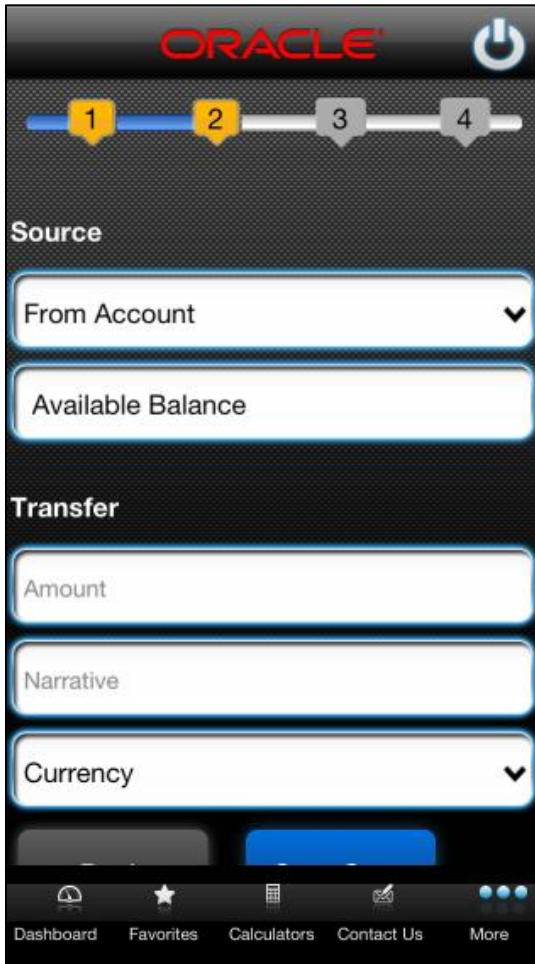 ORACLE
1 2 3 4
Source
From Account
Available Balance
Transfer
Amount
Narrative
Currency
Dashboard Favorites Calculators Contact Us More